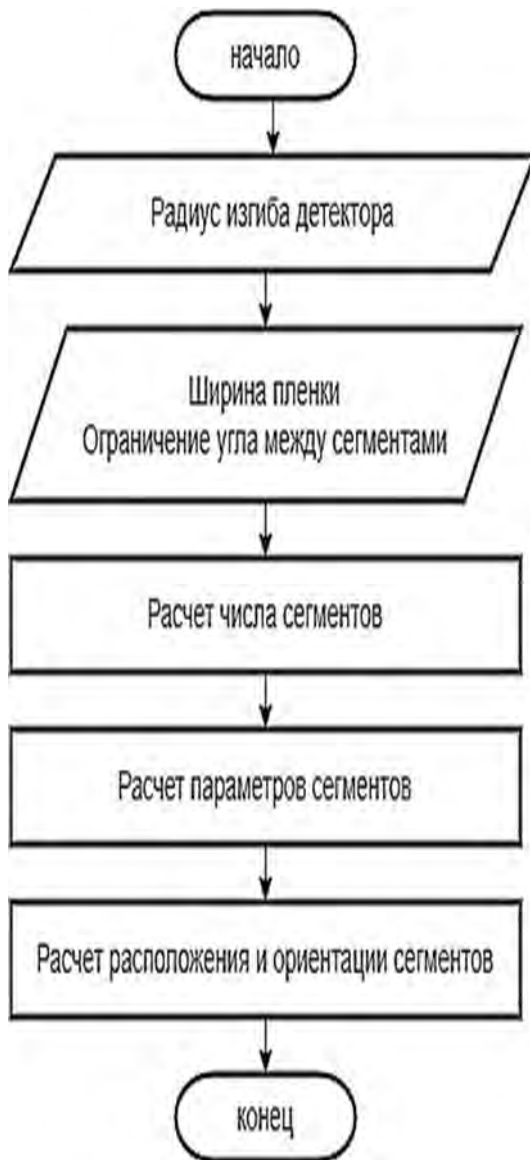 начало
Радиус изгиба детектора
Ширина пленки
Ограничение угла между сегментами
Расчет числа сегментов
Расчет параметров сегментов
Расчет расположения и ориентации сегментов
конец